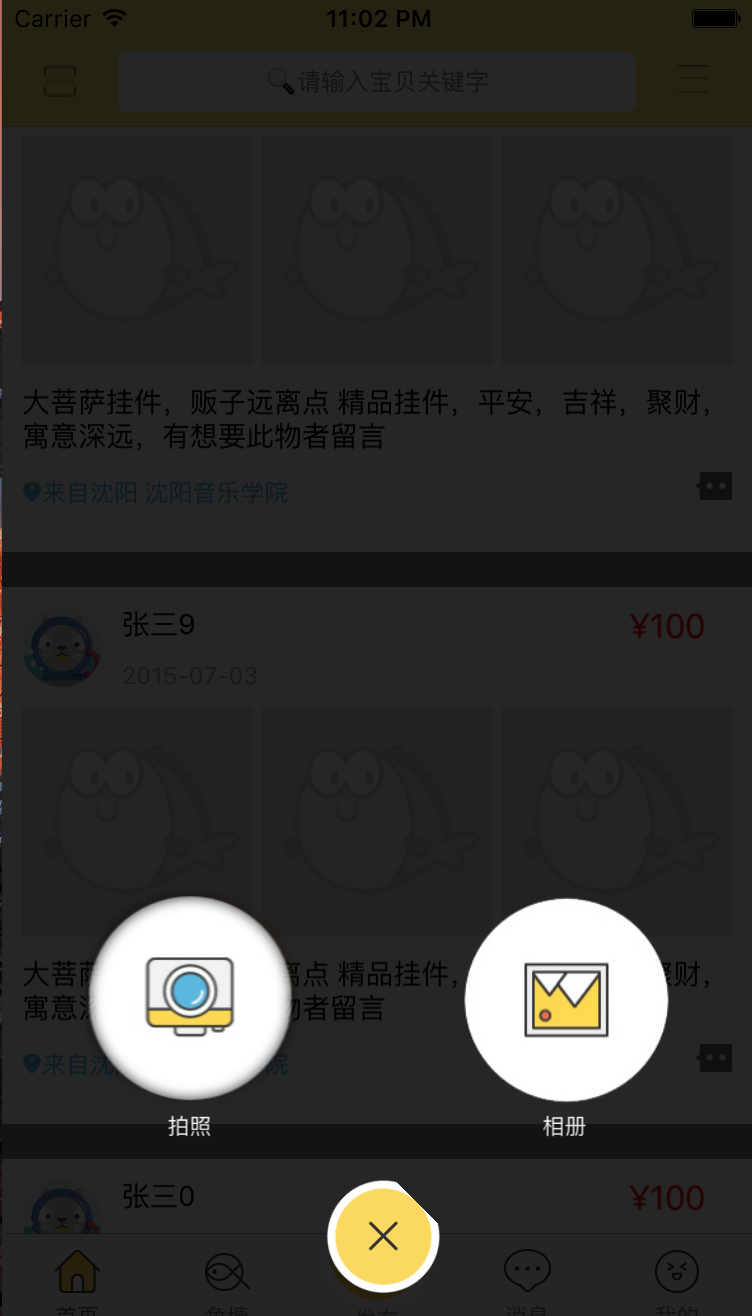 Carrier 11:02 PM
请输入宝贝关键字
大菩萨挂件，贩子远离点 精品挂件，平安，吉祥，聚财，
寓意深远，有想要此物者留言
来自沈阳 沈阳音乐学院
张三9 ¥100
2015-07-03
大菩 离点 精品挂件， 财，
寓意 物者留言
来自沈 院
拍照 相册
张三0 ¥100
首页 鱼塘 发布 消息 我的